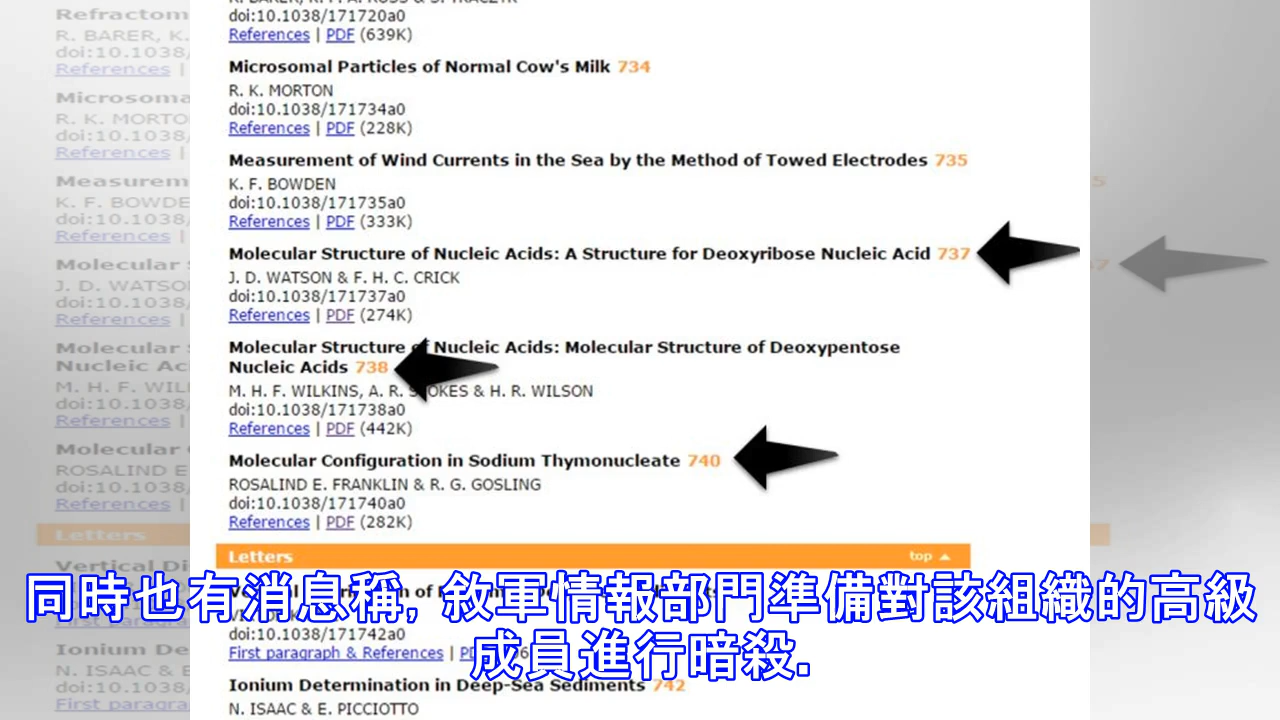 doi:10.1038/171720a0
References | PDF (639K)
Microsomal Particles of Normal Cow's Milk 734
R. K. MORTON
doi:10.1038/171734a0
References | PDF (228K)
Measurement of Wind Currents in the Sea by the Method of Towed Electrodes 735
K. F. BOWDEN
doi:10.1038/171735a0
References | PDF (333K)
Molecular Structure of Nucleic Acids: A Structure for Deoxyribose Nucleic Acid 737
J. D. WATSON & F. H. C. CRICK
doi:10.1038/171737a0
References | PDF (274K)
Molecular Structure of Nucleic Acids: Molecular Structure of Deoxypentose
Nucleic Acids 738
M. H. F. WILKINS, A. R. STOKES & H. R. WILSON
doi:10.1038/171738a0
References | PDF (442K)
Molecular Configuration in Sodium Thymonucleate 740
ROSALIND E. FRANKLIN & R. G. GOSLING
doi:10.1038/171740a0
References | PDF (282K)
Letters top
同時也有消息稱, 敘軍情報部門準備對該組織的高級
成員進行暗殺.
doi:10.1038/171742a0
First paragraph & References |
Ionium Determination in Deep-Sea Sediments 742
N. ISAAC & E. PICCIOTTO